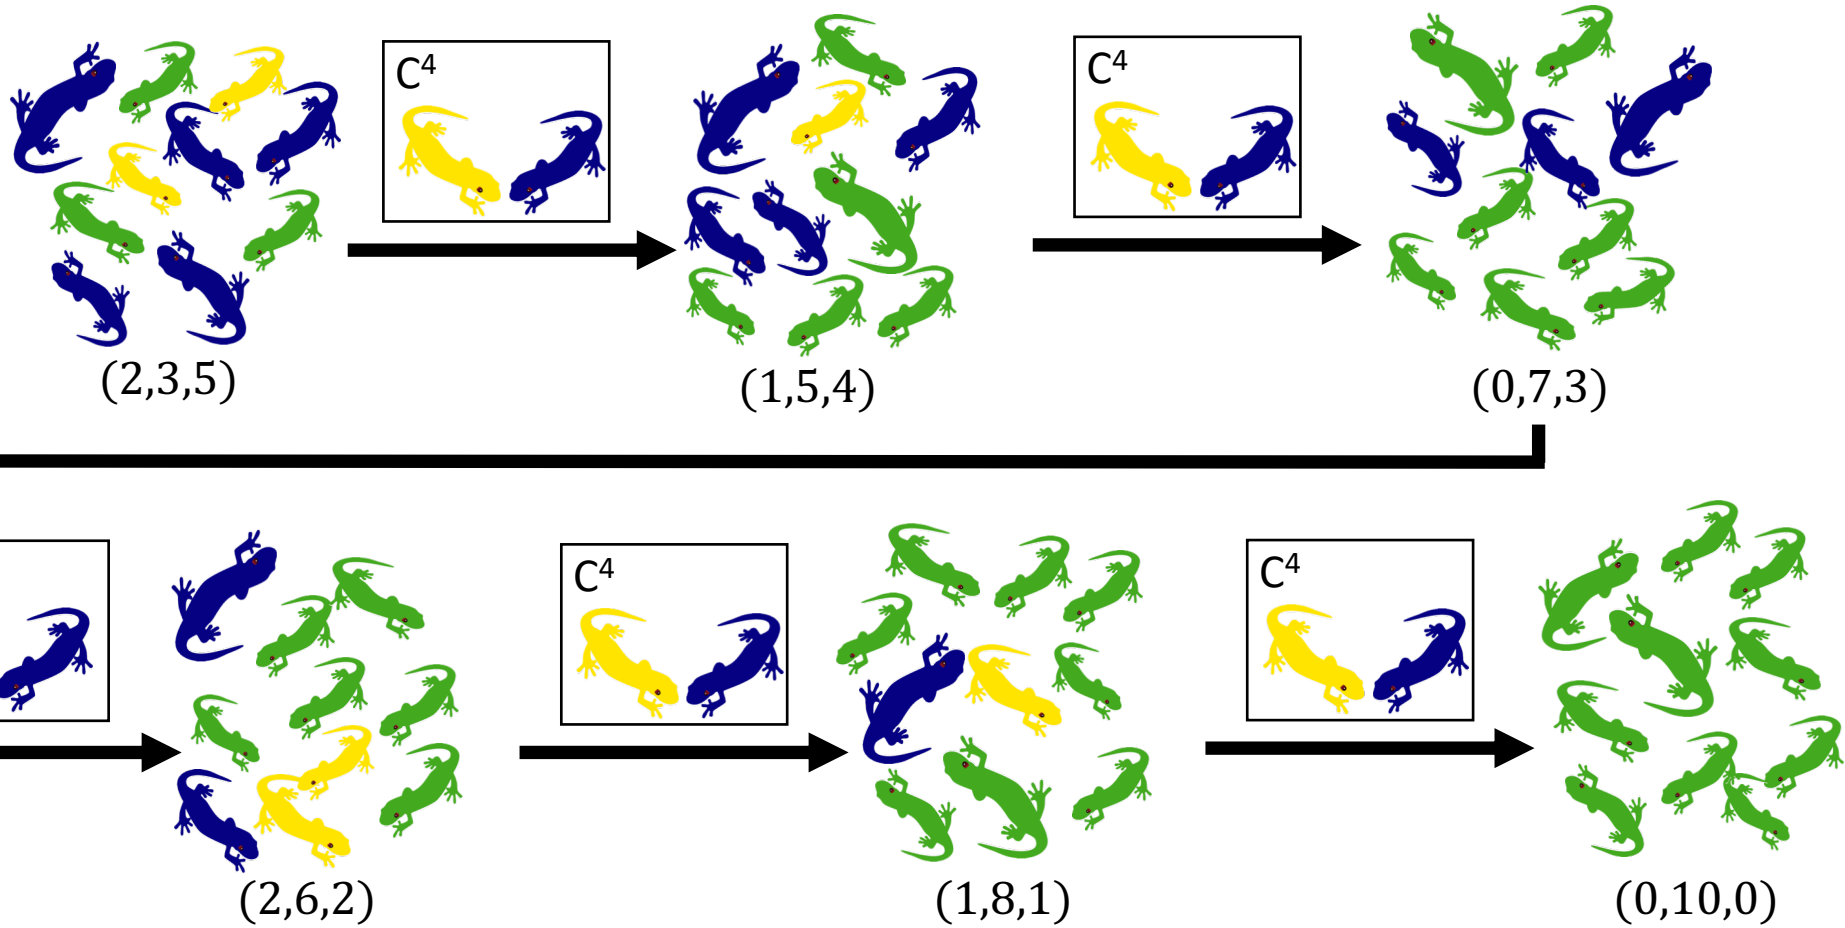 C⁴
C⁴
(2,3,5)
(1,5,4)
(0,7,3)
C⁴
C⁴
(2,6,2)
(1,8,1)
(0,10,0)